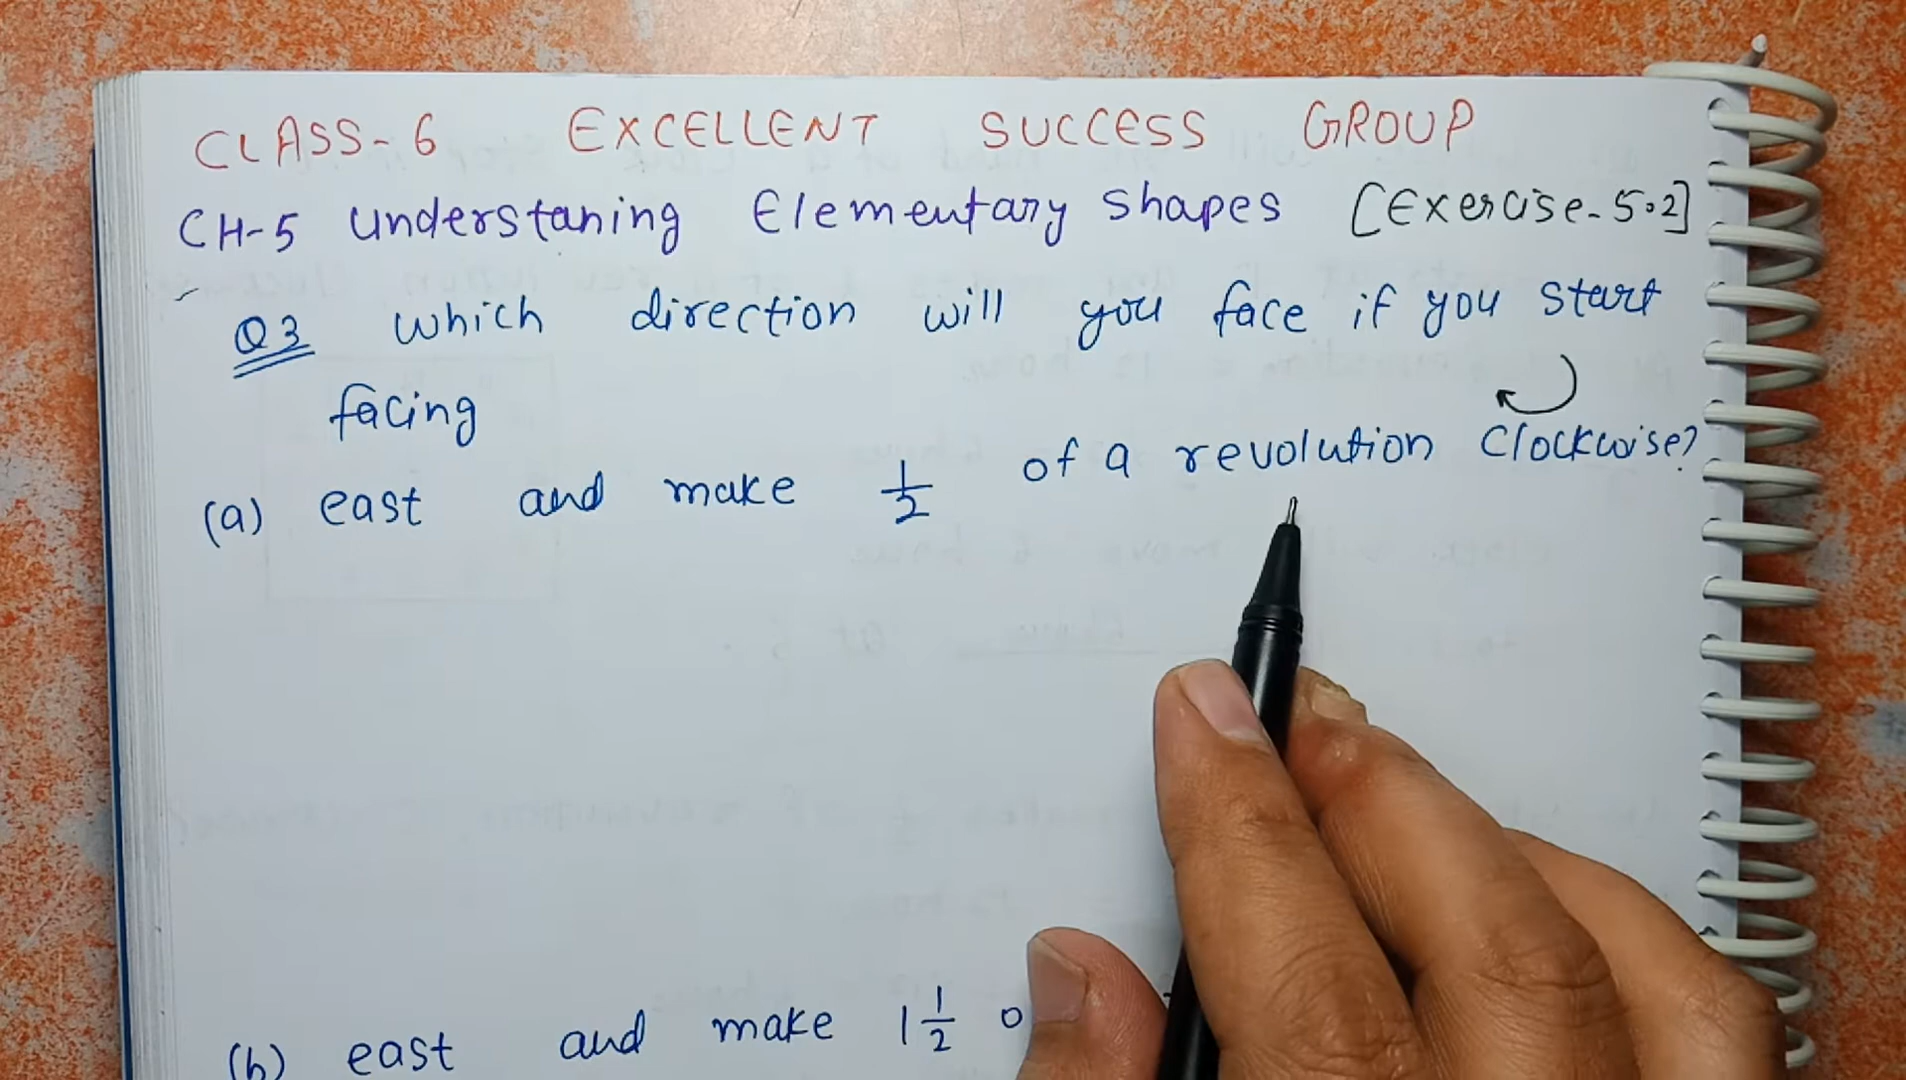 CLASS-6 EXCELLENT SUCCESS GROUP
CH-5 Understaning Elementary Shapes [Exercise-5.2]
Q3 which direction will you face if you start
facing
(a) east and make 1/2 of a revolution clockwise?
(b) east and make 1 1/2 o